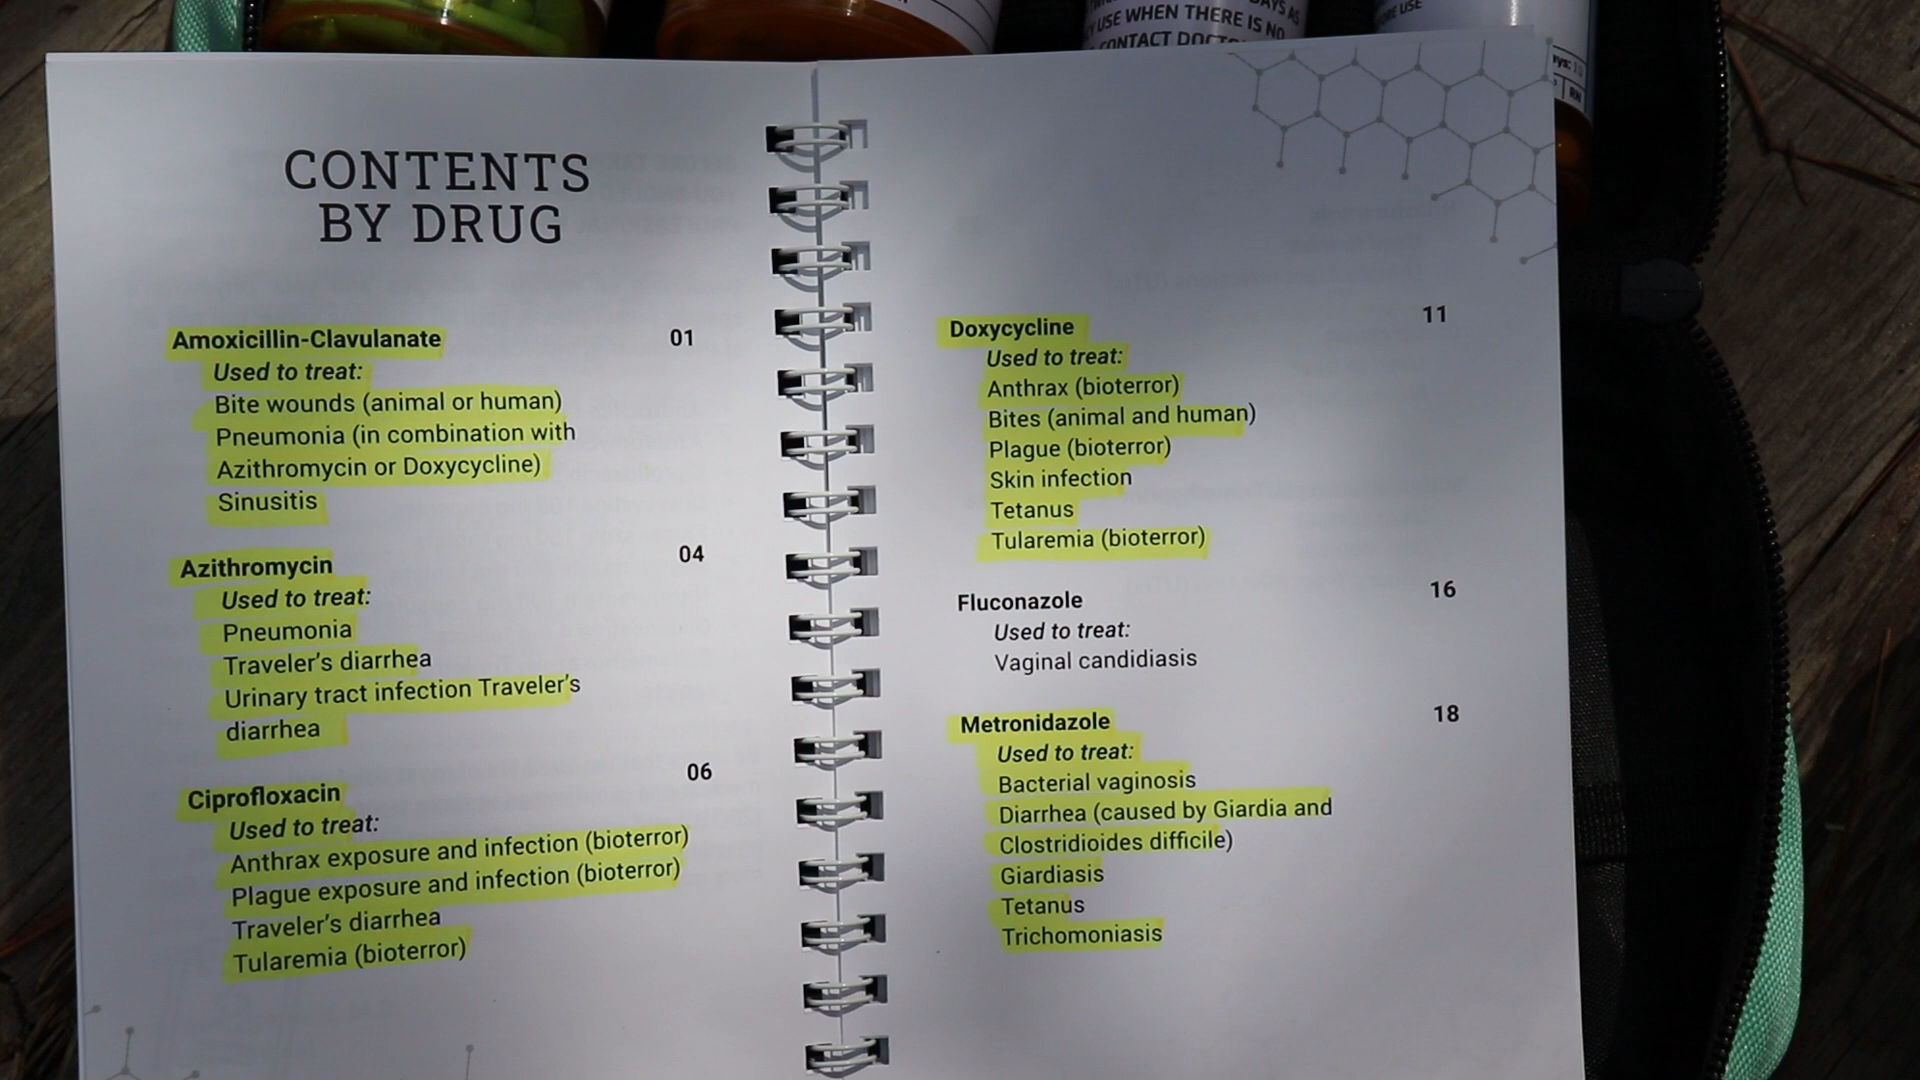 DAYS AS
USE WHEN THERE IS NO
CONTACT
USE
CONTENTS
BY DRUG
Amoxicillin-Clavulanate 01
Used to treat:
Bite wounds (animal or human)
Pneumonia (in combination with
Azithromycin or Doxycycline)
Sinusitis
Azithromycin 04
Used to treat:
Pneumonia
Traveler's diarrhea
Urinary tract infection Traveler's
diarrhea
Ciprofloxacin 06
Used to treat:
Anthrax exposure and infection (bioterror)
Plague exposure and infection (bioterror)
Traveler's diarrhea
Tularemia (bioterror)
Doxycycline 11
Used to treat:
Anthrax (bioterror)
Bites (animal and human)
Plague (bioterror)
Skin infection
Tetanus
Tularemia (bioterror)
Fluconazole 16
Used to treat:
Vaginal candidiasis
Metronidazole 18
Used to treat:
Bacterial vaginosis
Diarrhea (caused by Giardia and
Clostridioides difficile)
Giardiasis
Tetanus
Trichomoniasis